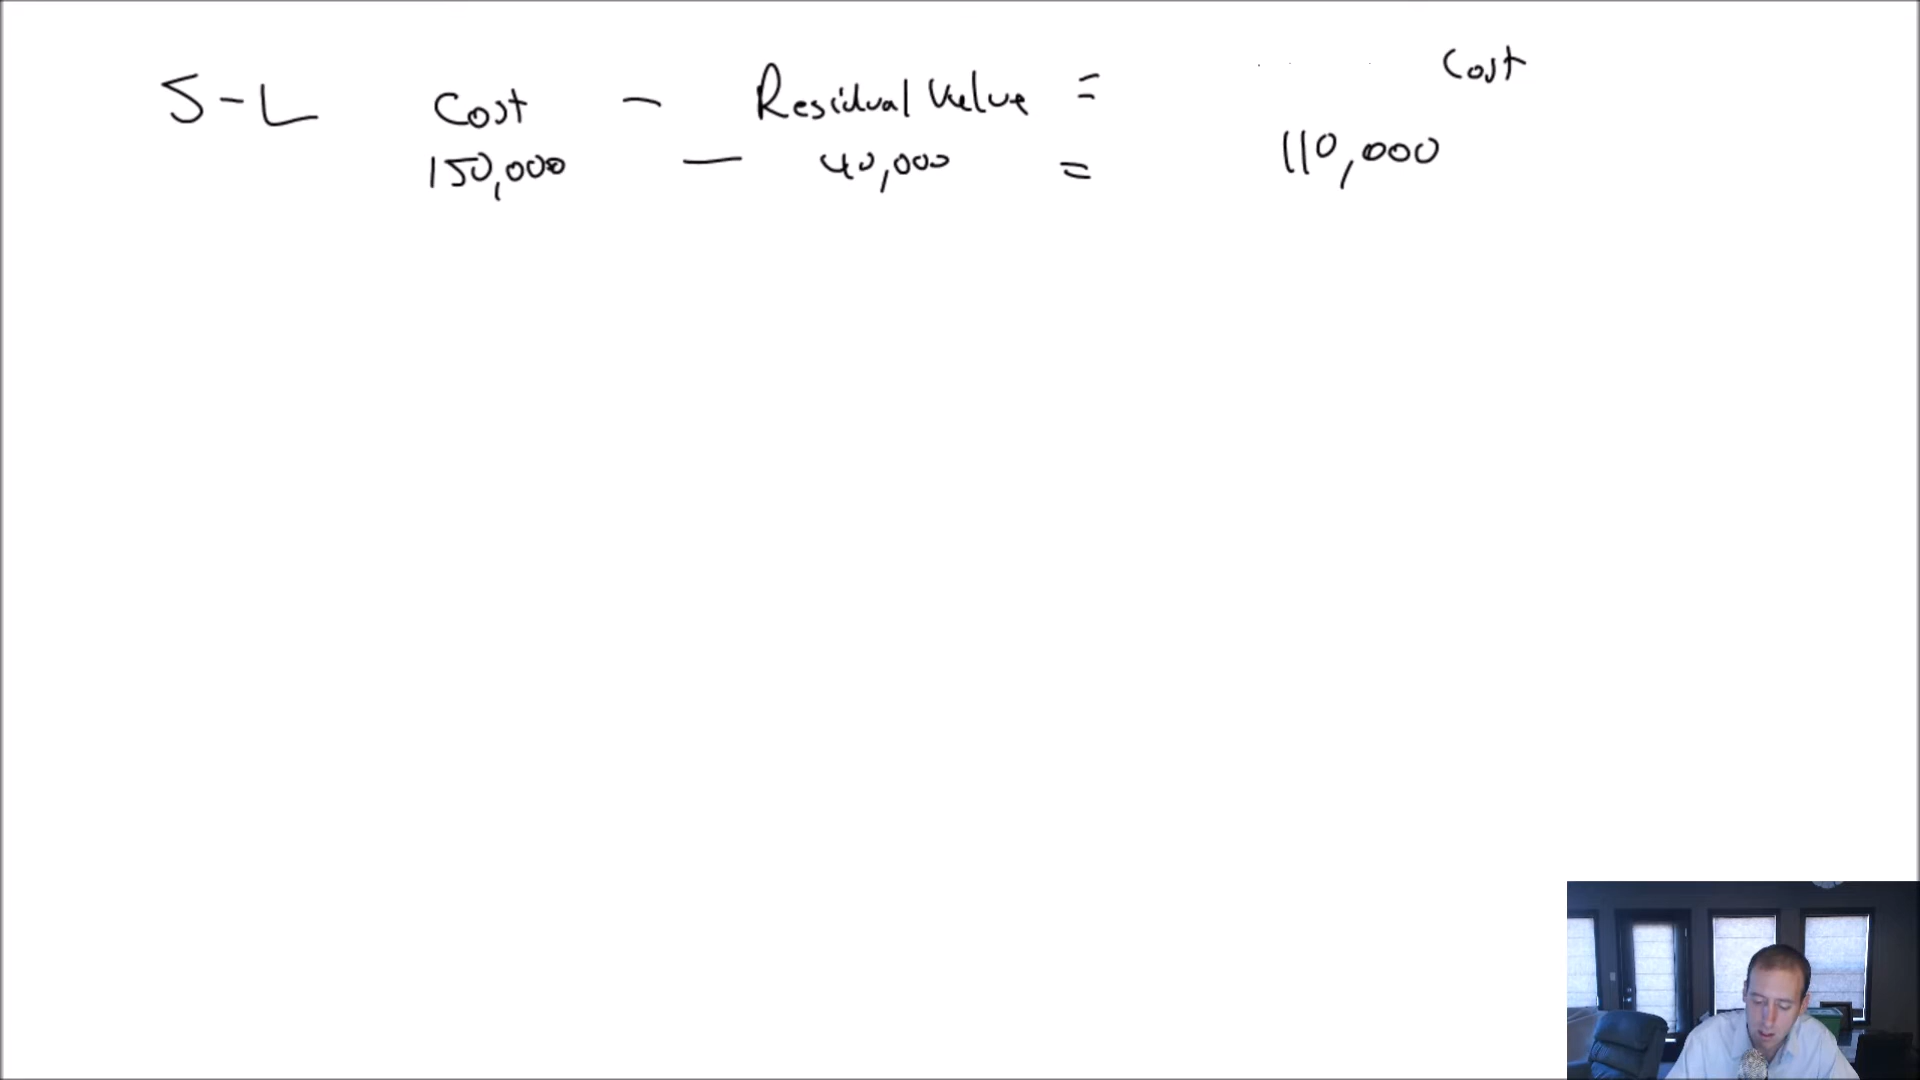 S-L Cost - Residual Value = Cost
150,000 - 40,000 = 110,000